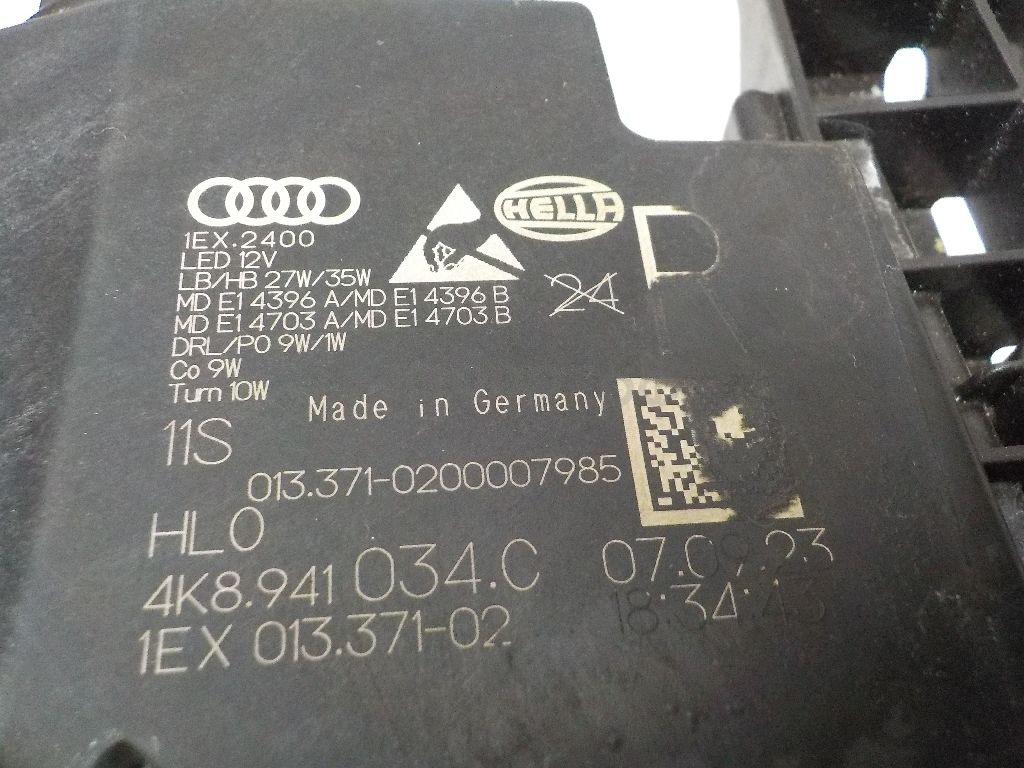 HELLA
1EX.2400
LED 12V
LB/HB 27W/35W
MD E1 4396 A/MD E1 4396 B
24
MD E1 4703 A/MD E1 4703 B
DRL/PO 9W/1W
Co 9W
Turn 10W
Made in Germany
11S
013.371-0200007985
HL0
4K8.941 034.C 07.09.23
1EX 013.371-02 18:34:43